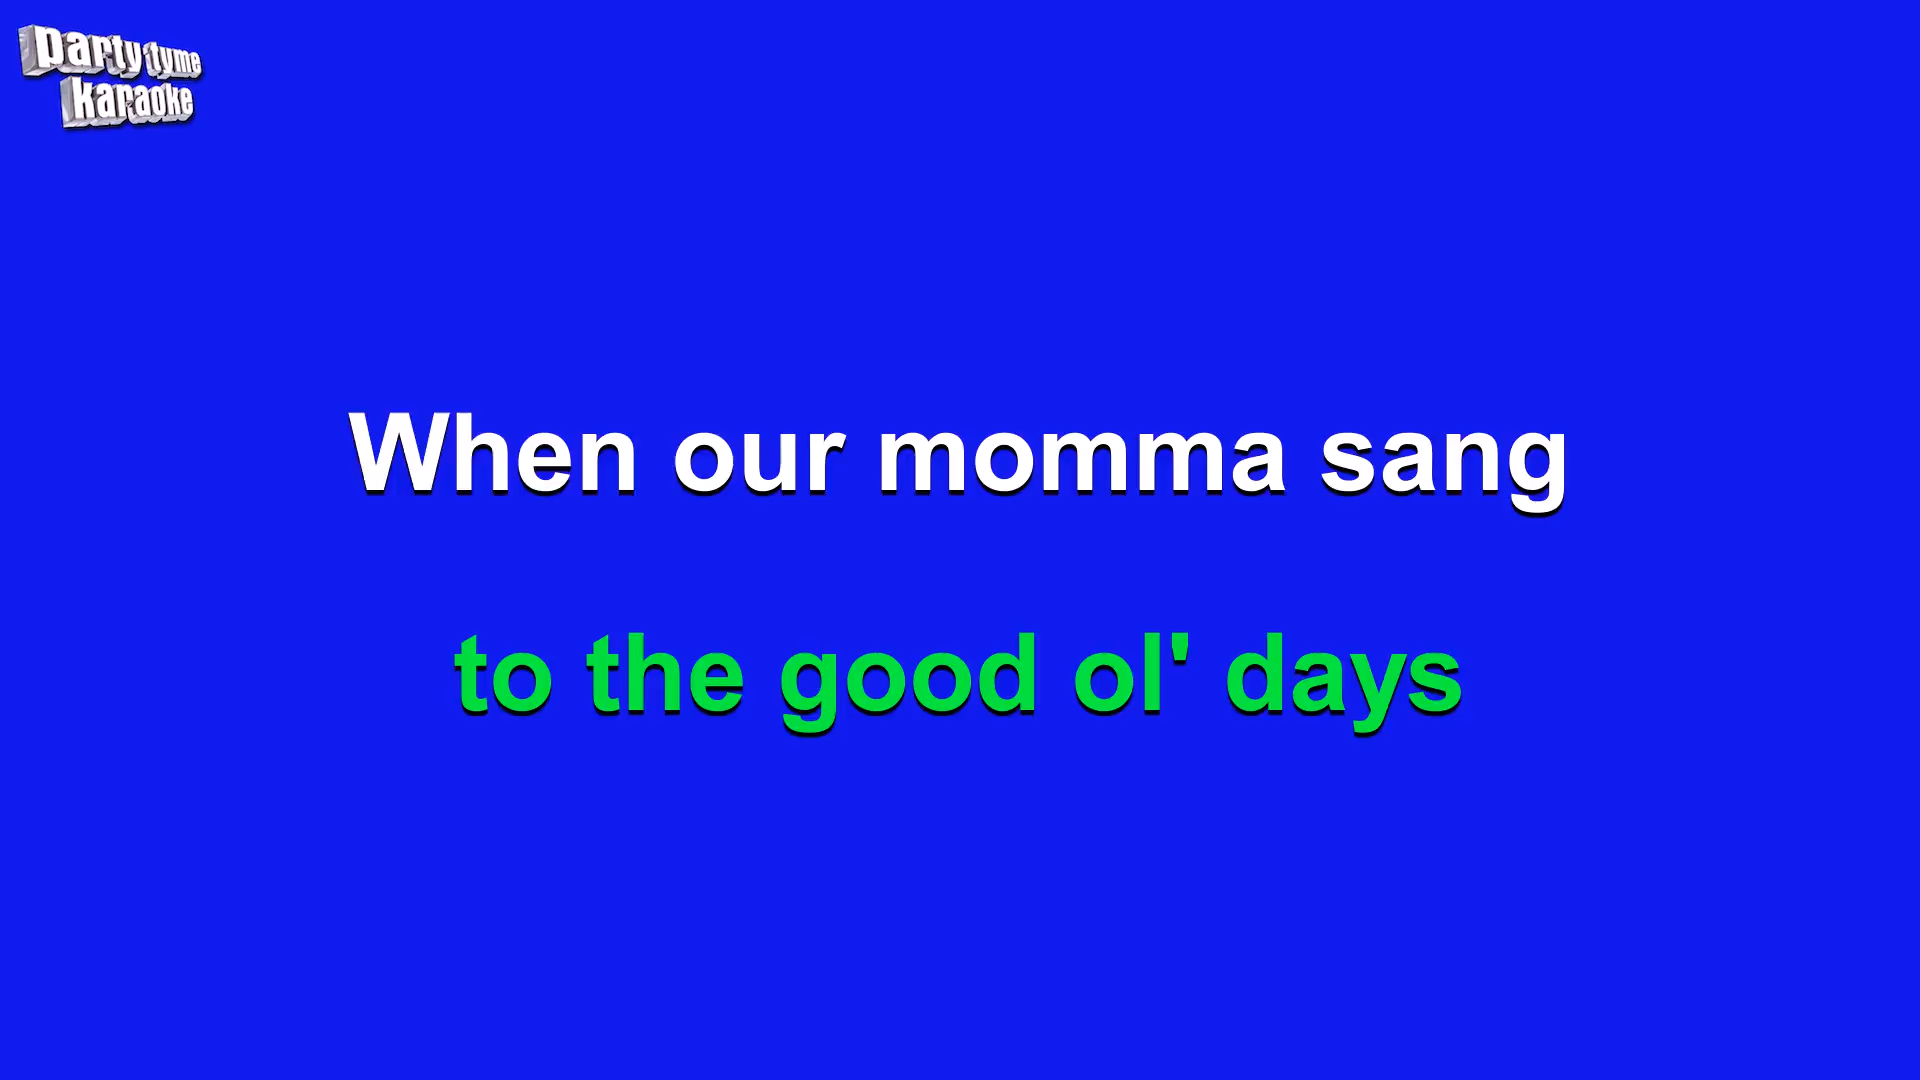 party tyme
karaoke
When our momma sang
to the good ol' days